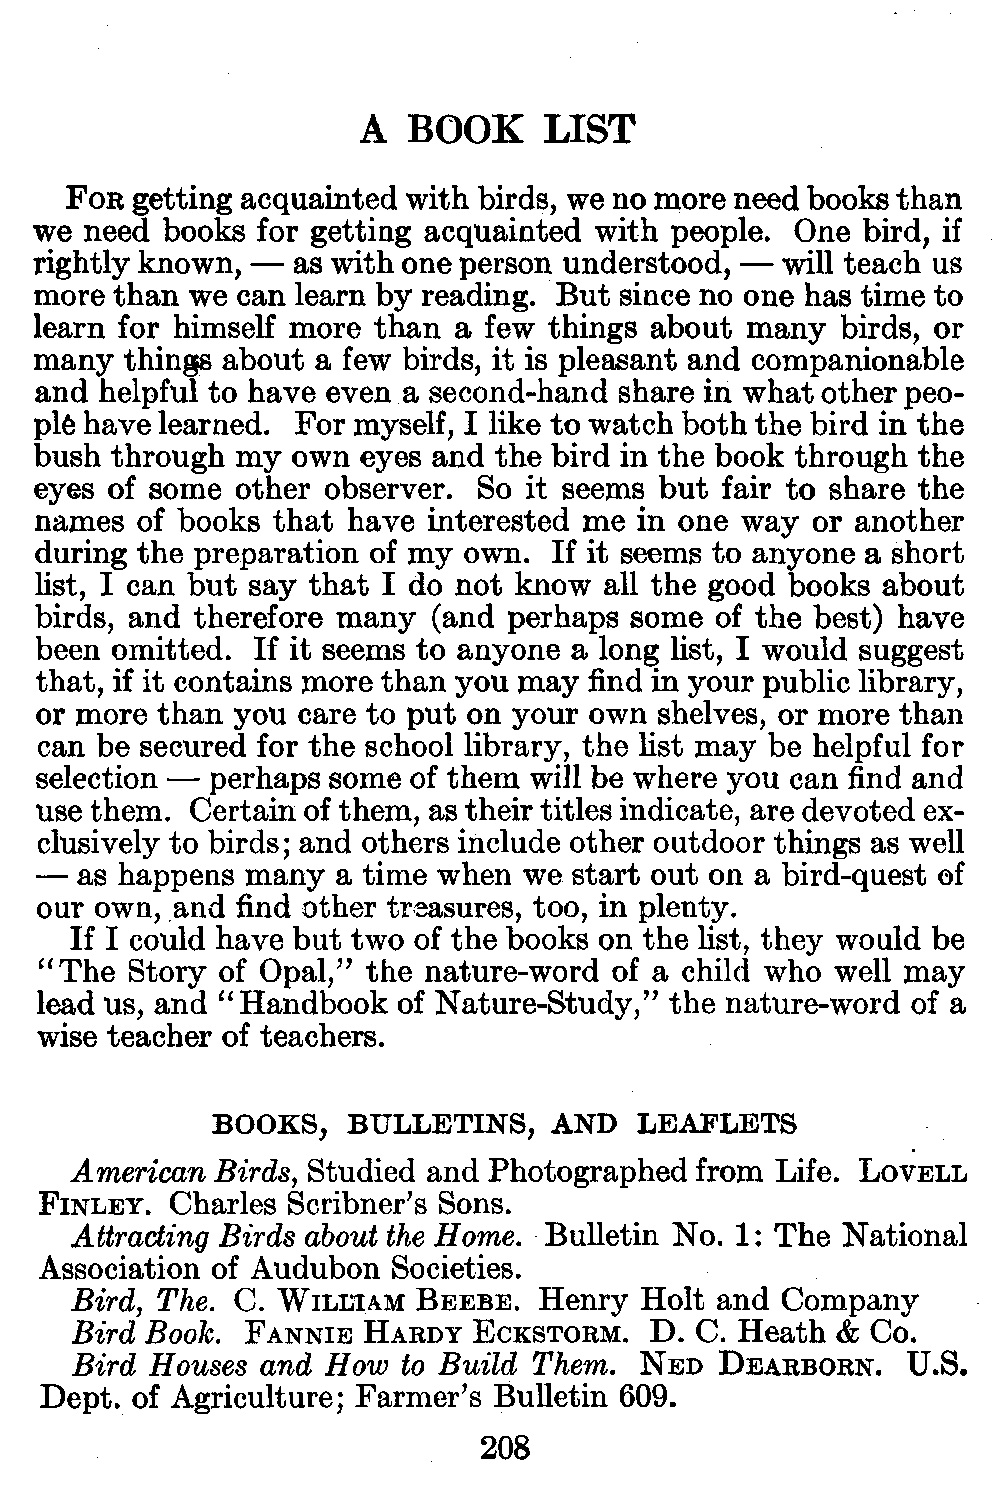 A BOOK LIST
FOR getting acquainted with birds, we no more need books than
we need books for getting acquainted with people. One bird, if
rightly known, — as with one person understood, — will teach us
more than we can learn by reading. But since no one has time to
learn for himself more than a few things about many birds, or
many things about a few birds, it is pleasant and companionable
and helpful to have even a second-hand share in what other peo-
ple have learned. For myself, I like to watch both the bird in the
bush through my own eyes and the bird in the book through the
eyes of some other observer. So it seems but fair to share the
names of books that have interested me in one way or another
during the preparation of my own. If it seems to anyone a short
list, I can but say that I do not know all the good books about
birds, and therefore many (and perhaps some of the best) have
been omitted. If it seems to anyone a long list, I would suggest
that, if it contains more than you may find in your public library,
or more than you care to put on your own shelves, or more than
can be secured for the school library, the list may be helpful for
selection — perhaps some of them will be where you can find and
use them. Certain of them, as their titles indicate, are devoted ex-
clusively to birds; and others include other outdoor things as well
— as happens many a time when we start out on a bird-quest of
our own, and find other treasures, too, in plenty.
If I could have but two of the books on the list, they would be
"The Story of Opal," the nature-word of a child who well may
lead us, and "Handbook of Nature-Study," the nature-word of a
wise teacher of teachers.
BOOKS, BULLETINS, AND LEAFLETS
American Birds, Studied and Photographed from Life. LOVELL
FINLEY. Charles Scribner's Sons.
Attracting Birds about the Home. Bulletin No. 1: The National
Association of Audubon Societies.
Bird, The. C. WILLIAM BEEBE. Henry Holt and Company
Bird Book. FANNIE HARDY ECKSTORM. D. C. Heath & Co.
Bird Houses and How to Build Them. NED DEARBORN. U.S.
Dept. of Agriculture; Farmer's Bulletin 609.
208